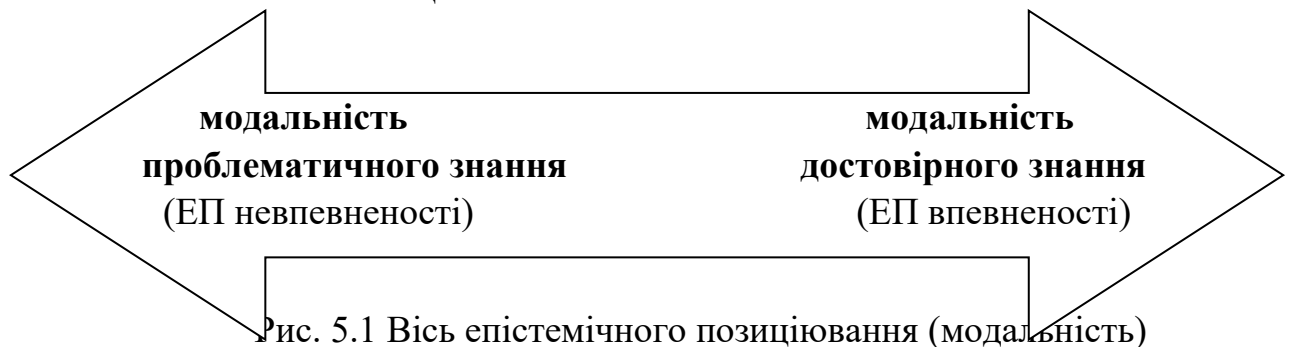 модальність
проблематичного знання
(ЕП невпевненості)
модальність
достовірного знання
(ЕП впевненості)
Рис. 5.1 Вісь епістемічного позиціювання (модальність)